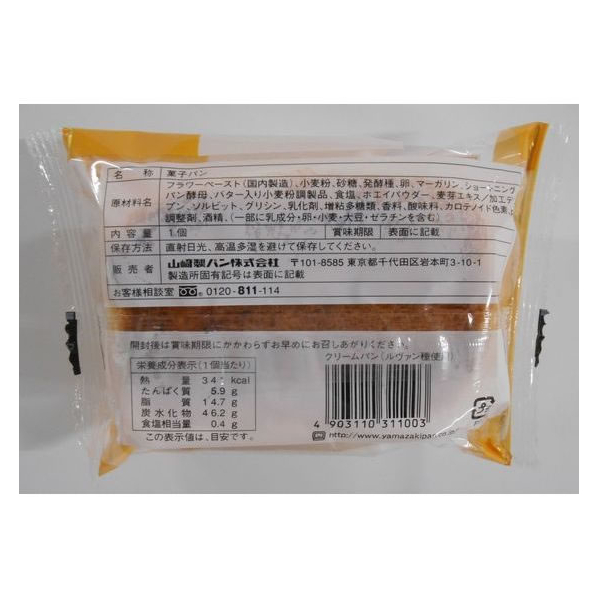 名称 菓子パン
原材料名 フラワーペースト(国内製造)、小麦粉、砂糖、発酵種、卵、マーガリン、ショートニング、
パン酵母、バター入り小麦粉調製品、食塩、ホエイパウダー、麦芽エキス/加工デ
プン、ソルビット、グリシン、乳化剤、増粘多糖類、香料、酸味料、カロテノイド色素、
調整剤、酒精、(一部に乳成分・卵・小麦・大豆・ゼラチンを含む)
内容量 1個 賞味期限 表面に記載
保存方法 直射日光、高温多湿を避けて保存してください。
販売者 山崎製パン株式会社 〒101-8585 東京都千代田区岩本町3-10-1
製造所固有記号は表面に記載
お客様相談室 0120-811-114
開封後は賞味期限にかかわらずお早めにお召しあがりください。
クリームパン(ルヴァン種使用)
栄養成分表示(1個当たり)
熱量 341 kcal
たんぱく質 5.9 g
脂質 14.7 g
炭水化物 46.2 g
食塩相当量 0.4 g
この表示値は、目安です。
4 903110 311003
http://www.yamazakipan.co.jp